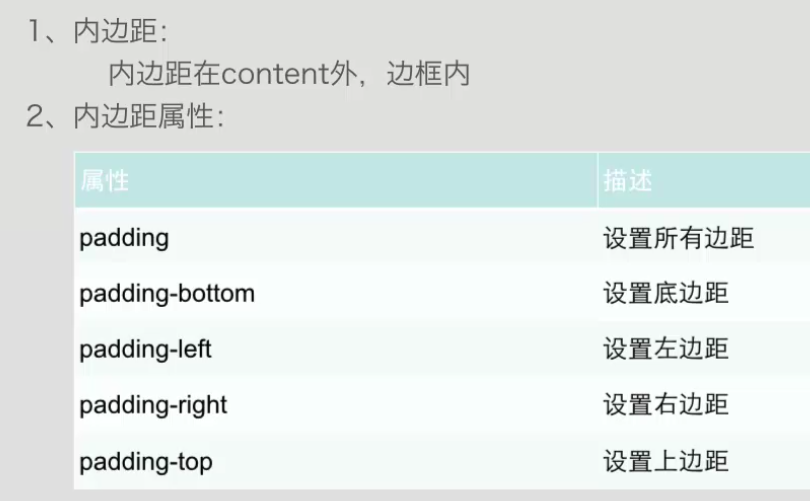 1、内边距：
内边距在content外，边框内
2、内边距属性：
属性 描述
padding 设置所有边距
padding-bottom 设置底边距
padding-left 设置左边距
padding-right 设置右边距
padding-top 设置上边距